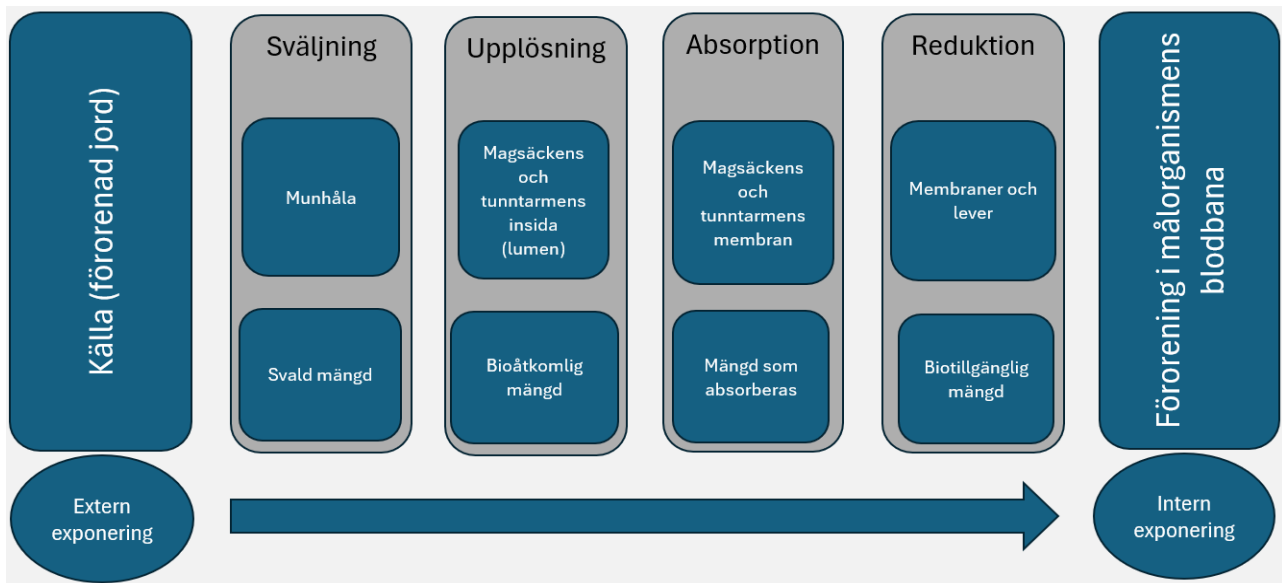 Källa (förorenad jord)
Sväljning
Munhåla
Svald mängd
Upplösning
Magsäckens
och
tunntarmens
insida
(lumen)
Bioåtkomlig
mängd
Absorption
Magsäckens
och
tunntarmens
membran
Mängd som
absorberas
Reduktion
Membraner och
lever
Biotillgänglig
mängd
Förorening i målorganismens
blodbana
Extern
exponering
Intern
exponering